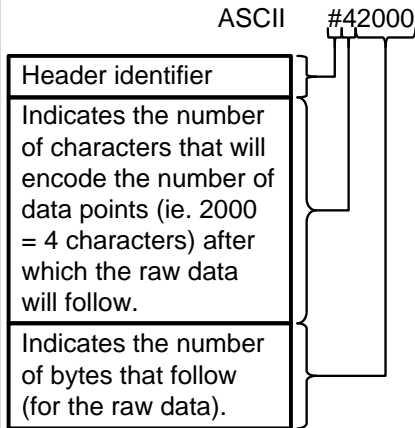 ASCII #42000
Header identifier
Indicates the number
of characters that will
encode the number of
data points (ie. 2000
= 4 characters) after
which the raw data
will follow.
Indicates the number
of bytes that follow
(for the raw data).